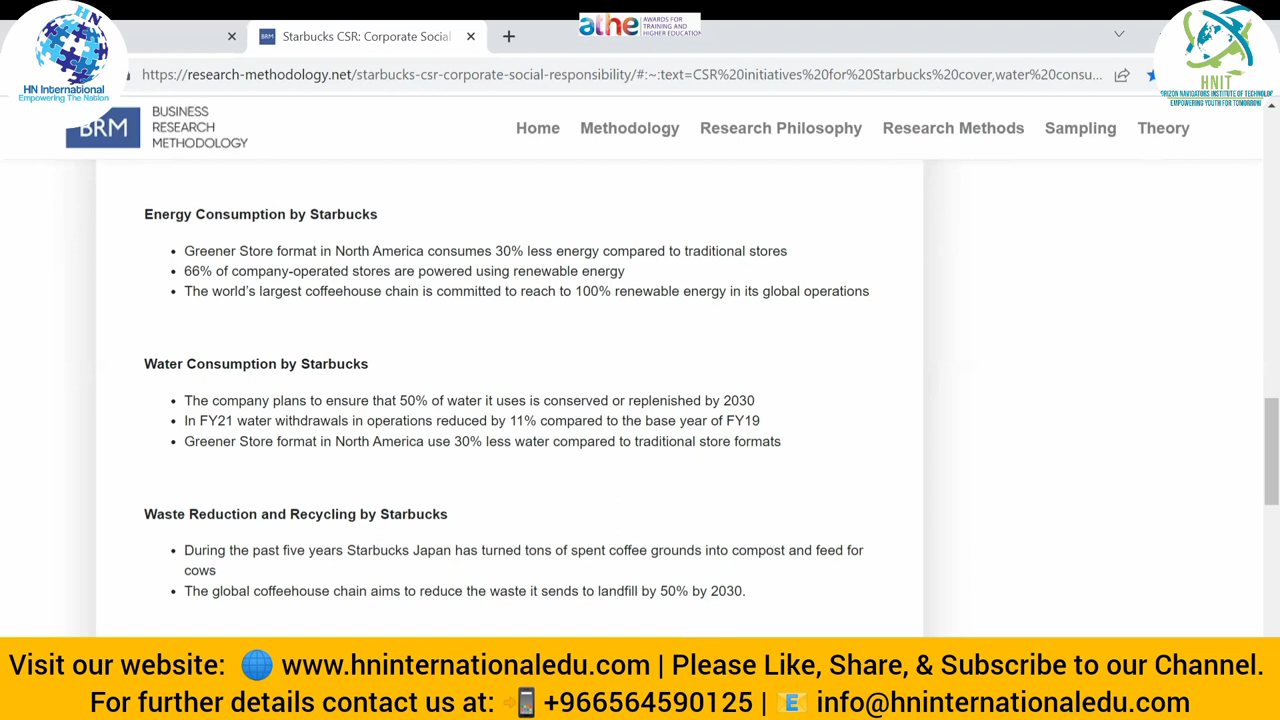 HN
HN International
Empowering The Nation
Starbucks CSR: Corporate Social
athe AWARDS FOR TRAINING AND HIGHER EDUCATION
https://research-methodology.net/starbucks-csr-corporate-social-responsibility/#:~:text=CSR%20initiatives%20for%20Starbucks%20cover,water%20consu...
HNIT
HORIZON NAVIGATORS INSTITUTE OF TECHNOLOGY
EMPOWERING YOUTH FOR TOMORROW
BRM
BUSINESS
RESEARCH
METHODOLOGY
Home Methodology Research Philosophy Research Methods Sampling Theory
Energy Consumption by Starbucks
• Greener Store format in North America consumes 30% less energy compared to traditional stores
• 66% of company-operated stores are powered using renewable energy
• The world's largest coffeehouse chain is committed to reach to 100% renewable energy in its global operations
Water Consumption by Starbucks
• The company plans to ensure that 50% of water it uses is conserved or replenished by 2030
• In FY21 water withdrawals in operations reduced by 11% compared to the base year of FY19
• Greener Store format in North America use 30% less water compared to traditional store formats
Waste Reduction and Recycling by Starbucks
• During the past five years Starbucks Japan has turned tons of spent coffee grounds into compost and feed for
cows
• The global coffeehouse chain aims to reduce the waste it sends to landfill by 50% by 2030.
Visit our website: 🌐 www.hninternationaledu.com | Please Like, Share, & Subscribe to our Channel.
For further details contact us at: 📲 +966564590125 | 📧 info@hninternationaledu.com